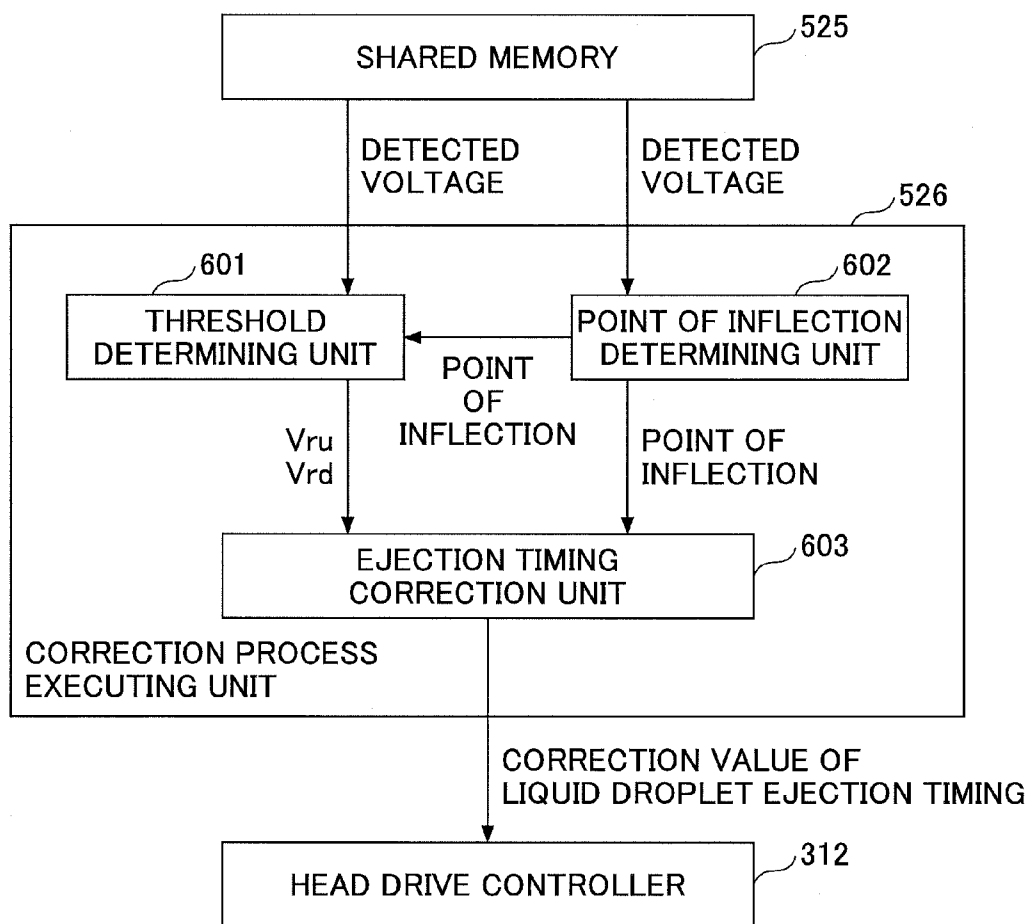 525
SHARED MEMORY
DETECTED
VOLTAGE
DETECTED
VOLTAGE
526
601
602
THRESHOLD
DETERMINING UNIT
POINT OF INFLECTION
DETERMINING UNIT
POINT
OF
INFLECTION
Vru
Vrd
POINT OF
INFLECTION
603
EJECTION TIMING
CORRECTION UNIT
CORRECTION PROCESS
EXECUTING UNIT
CORRECTION VALUE OF
LIQUID DROPLET EJECTION TIMING
312
HEAD DRIVE CONTROLLER